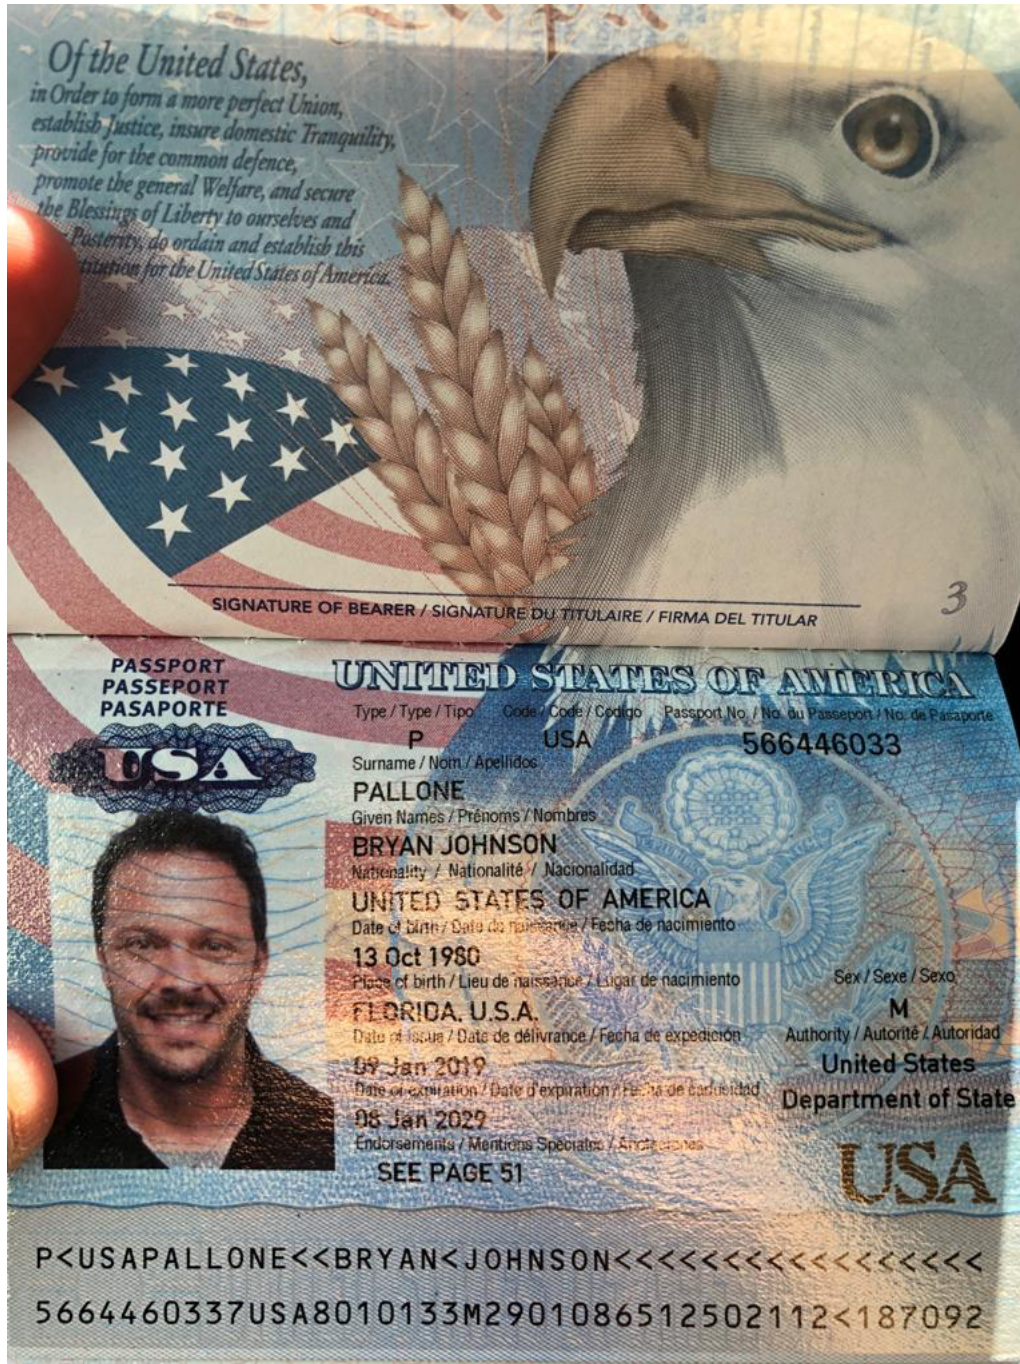 Of the United States,
in Order to form a more perfect Union,
establish Justice, insure domestic Tranquility,
provide for the common defence,
promote the general Welfare, and secure
the Blessings of Liberty to ourselves and
Posterity, do ordain and establish this
for the United States of America.
SIGNATURE OF BEARER / SIGNATURE DU TITULAIRE / FIRMA DEL TITULAR
3
PASSPORT
PASSEPORT
PASAPORTE
USA
UNITED STATES OF AMERICA
Type / Type / Tipo Code / Code / Código Passport No. / No. du Passeport / No. de Pasaporte
P USA 566446033
Surname / Nom / Apellidos
PALLONE
Given Names / Prénoms / Nombres
BRYAN JOHNSON
Nationality / Nationalité / Nacionalidad
UNITED STATES OF AMERICA
Date of birth / Date de naissance / Fecha de nacimiento
13 Oct 1980
Place of birth / Lieu de naissance / Lugar de nacimiento Sex / Sexe / Sexo
FLORIDA, U.S.A. M
Date of issue / Date de délivrance / Fecha de expedición Authority / Autorité / Autoridad
09 Jan 2019 United States
Date of expiration / Date d'expiration / Fecha de caducidad Department of State
08 Jan 2029
Endorsements / Mentions Spéciales / Anotaciones
SEE PAGE 51
USA
P<USAPALLONE<<BRYAN<JOHNSON<<<<<<<<<<<<<<<<<
5664460337USA8010133M2901086512502112<187092